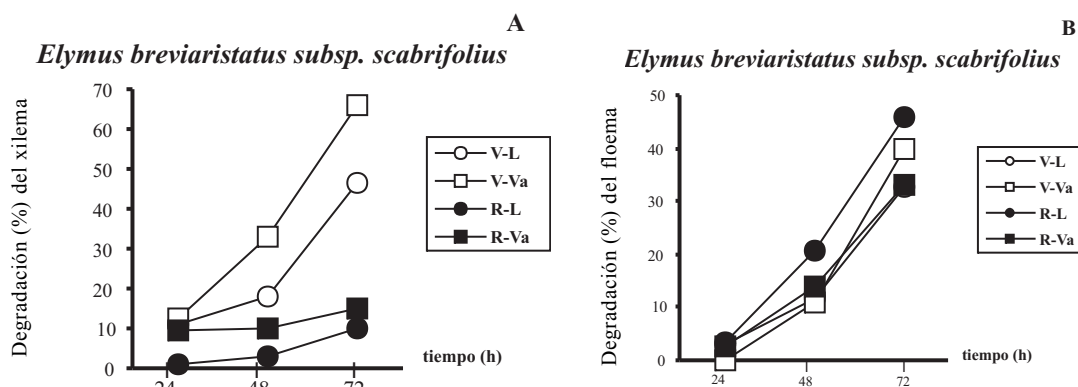 A
Elymus breviaristatus subsp. scabrifolius
Degradación (%) del xilema
70
60
50
40
30
20
10
0
24
48
72
tiempo (h)
V-L
V-Va
R-L
R-Va
B
Elymus breviaristatus subsp. scabrifolius
Degradación (%) del floema
50
40
30
20
10
0
24
48
72
tiempo (h)
V-L
V-Va
R-L
R-Va